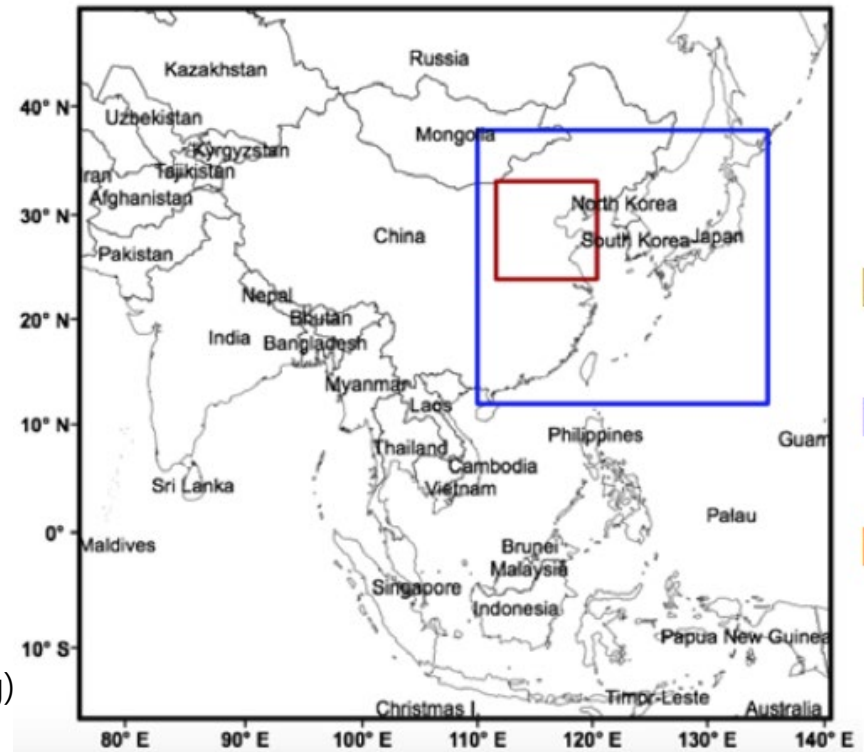 Kazakhstan
Russia
40° N
Uzbekistan
Mongolia
Kyrgyzstan
Iran
Tajikistan
Afghanistan
North Korea
30° N
China
South Korea
Japan
Pakistan
Nepal
20° N
Bhutan
India
Bangladesh
Myanmar
Laos
10° N
Philippines
Guam
Thailand
Cambodia
Sri Lanka
Vietnam
Palau
0°
Maldives
Brunei
Malaysia
Singapore
Indonesia
Papua New Guinea
10° S
Timor-Leste
Christmas I
Australia
80° E
90° E
100° E
110° E
120° E
130° E
140° E